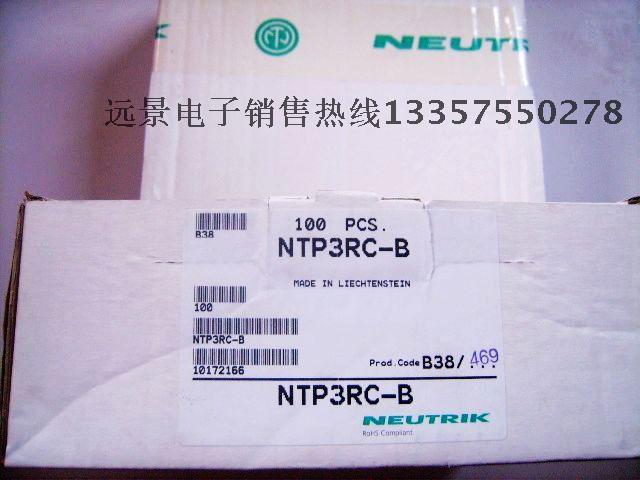 K
NEUTRIK
远景电子销售热线13357550278
B38
100 PCS.
NTP3RC-B
MADE IN LIECHTENSTEIN
100
NTP3RC-B
10172166
Prod.Code B38/...469
NTP3RC-B
NEUTRIK
RoHS Compliant